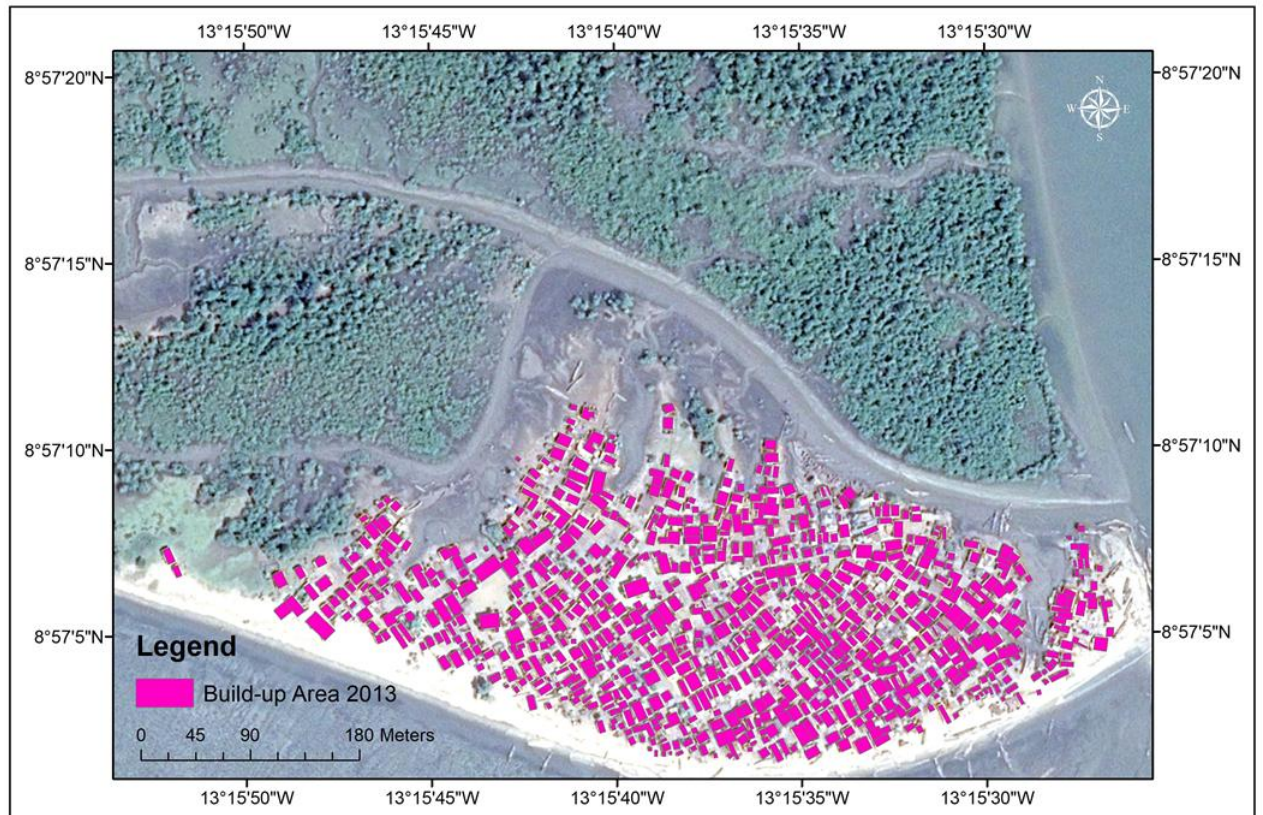 13°15'50"W 13°15'45"W 13°15'40"W 13°15'35"W 13°15'30"W
8°57'20"N 8°57'20"N
N
W E
S
8°57'15"N 8°57'15"N
8°57'10"N 8°57'10"N
8°57'5"N 8°57'5"N
Legend
Build-up Area 2013
0 45 90 180 Meters
13°15'50"W 13°15'45"W 13°15'40"W 13°15'35"W 13°15'30"W